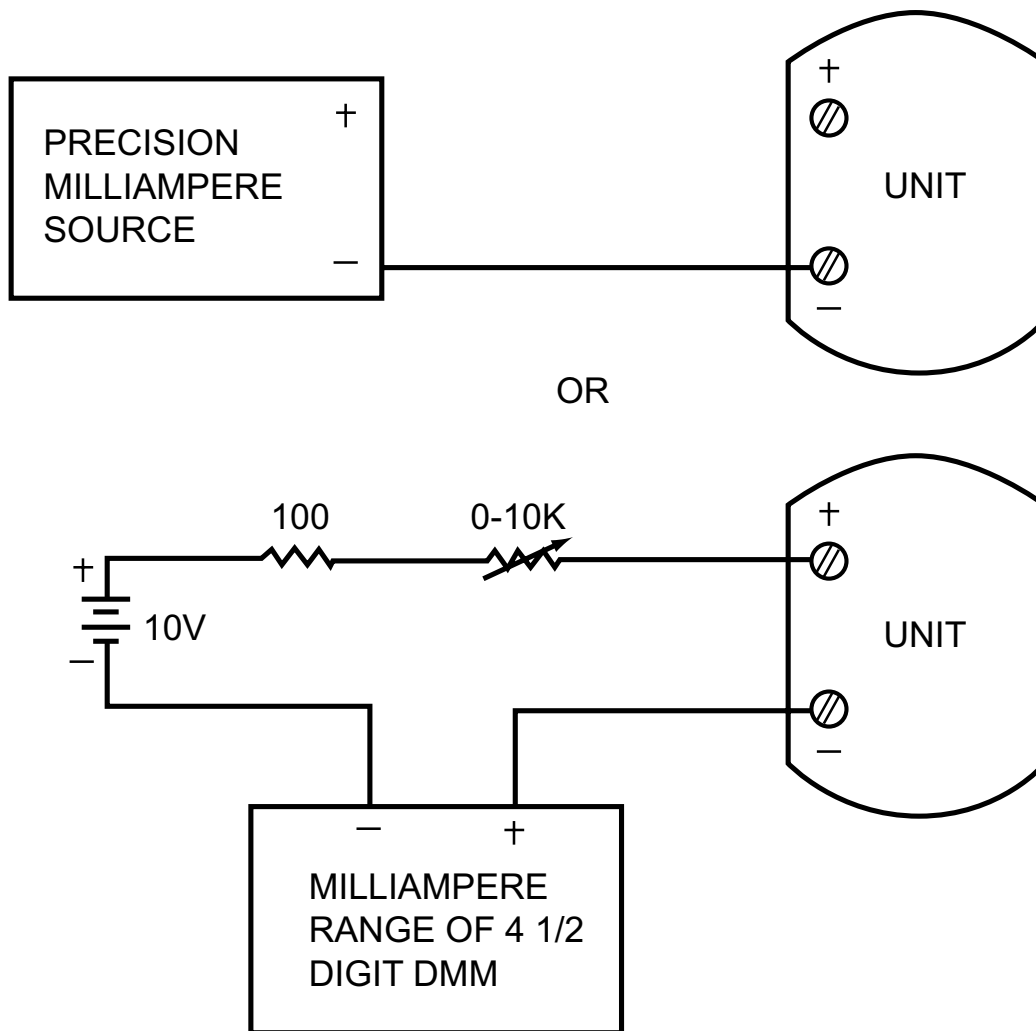 +
PRECISION
MILLIAMPERE
SOURCE
−
+
UNIT
−
OR
100
0-10K
+
10V
−
+
UNIT
−
−
+
MILLIAMPERE
RANGE OF 4 1/2
DIGIT DMM